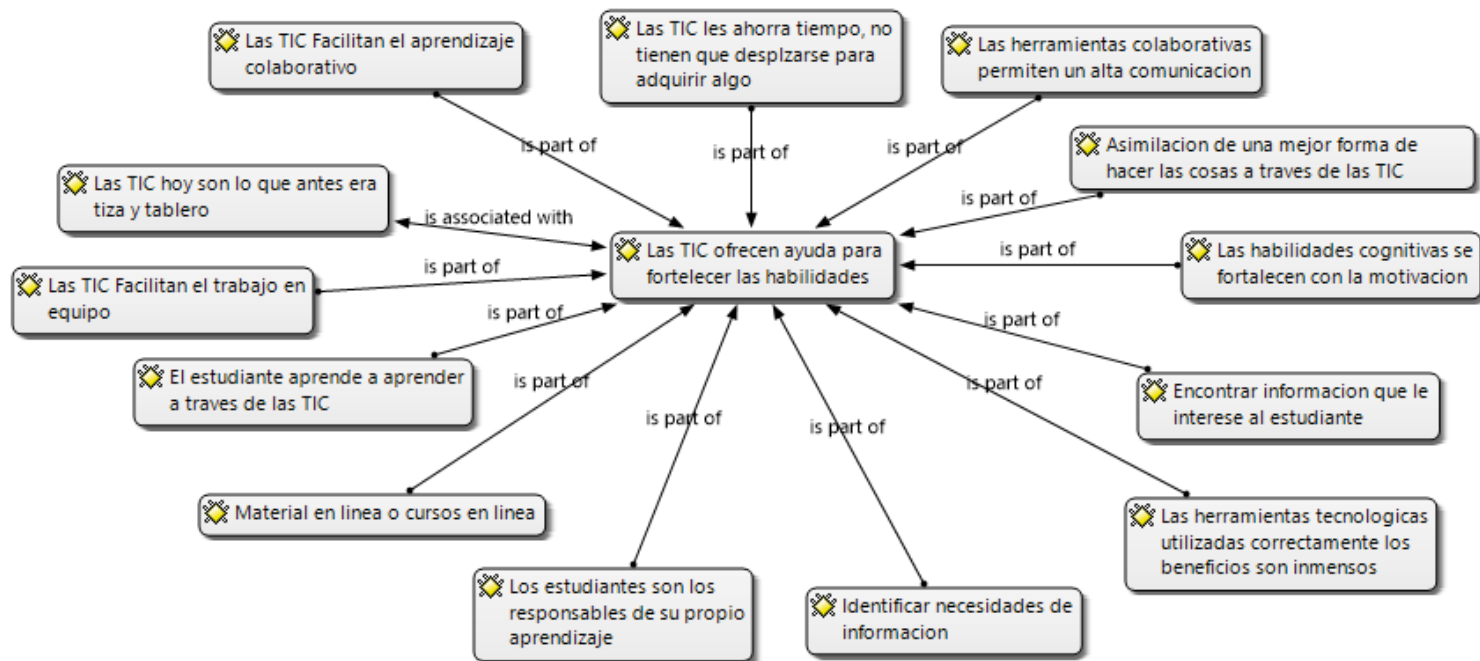 Las TIC Facilitan el aprendizaje
colaborativo
Las TIC les ahorra tiempo, no
tienen que desplzarse para
adquirir algo
Las herramientas colaborativas
permiten un alta comunicacion
is part of
is part of
is part of
Asimilacion de una mejor forma de
hacer las cosas a traves de las TIC
is part of
Las TIC hoy son lo que antes era
tiza y tablero
is associated with
Las TIC ofrecen ayuda para
fortelecer las habilidades
is part of
Las habilidades cognitivas se
fortalecen con la motivacion
Las TIC Facilitan el trabajo en
equipo
is part of
is part of
El estudiante aprende a aprender
a traves de las TIC
is part of
Encontrar informacion que le
interese al estudiante
is part of
is part of
is part of
is part of
Material en linea o cursos en linea
Las herramientas tecnologicas
utilizadas correctamente los
beneficios son inmensos
Los estudiantes son los
responsables de su propio
aprendizaje
Identificar necesidades de
informacion